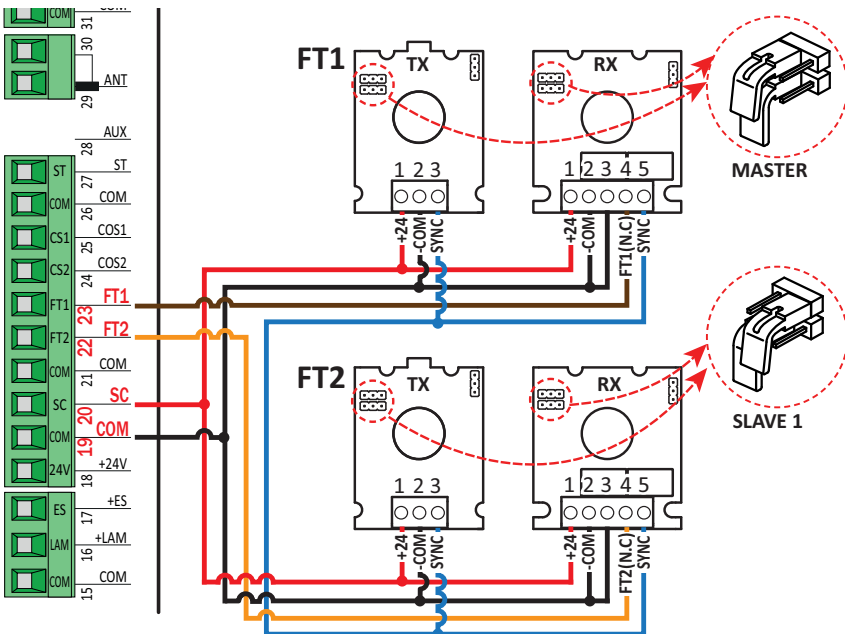 COM 31 COM
30
29 ANT
28 AUX
ST 27 ST
COM 26 COM
CS1 25 COS1
CS2 24 COS2
FT1 23 FT1
FT2 22 FT2
COM 21 COM
SC 20 SC
COM 19 COM
24V 18 +24V
ES 17 +ES
LAM 16 +LAM
COM 15 COM
FT1 TX RX
1 2 3
1 2 3 4 5
+24 -COM SYNC
+24 -COM FT1(N.C) SYNC
MASTER
FT2 TX RX
1 2 3
1 2 3 4 5
+24 -COM SYNC
+24 -COM FT2(N.C) SYNC
SLAVE 1